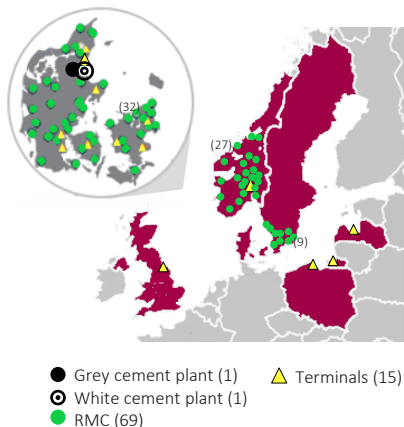 (32)
(27)
(9)
Grey cement plant (1)
Terminals (15)
White cement plant (1)
RMC (69)